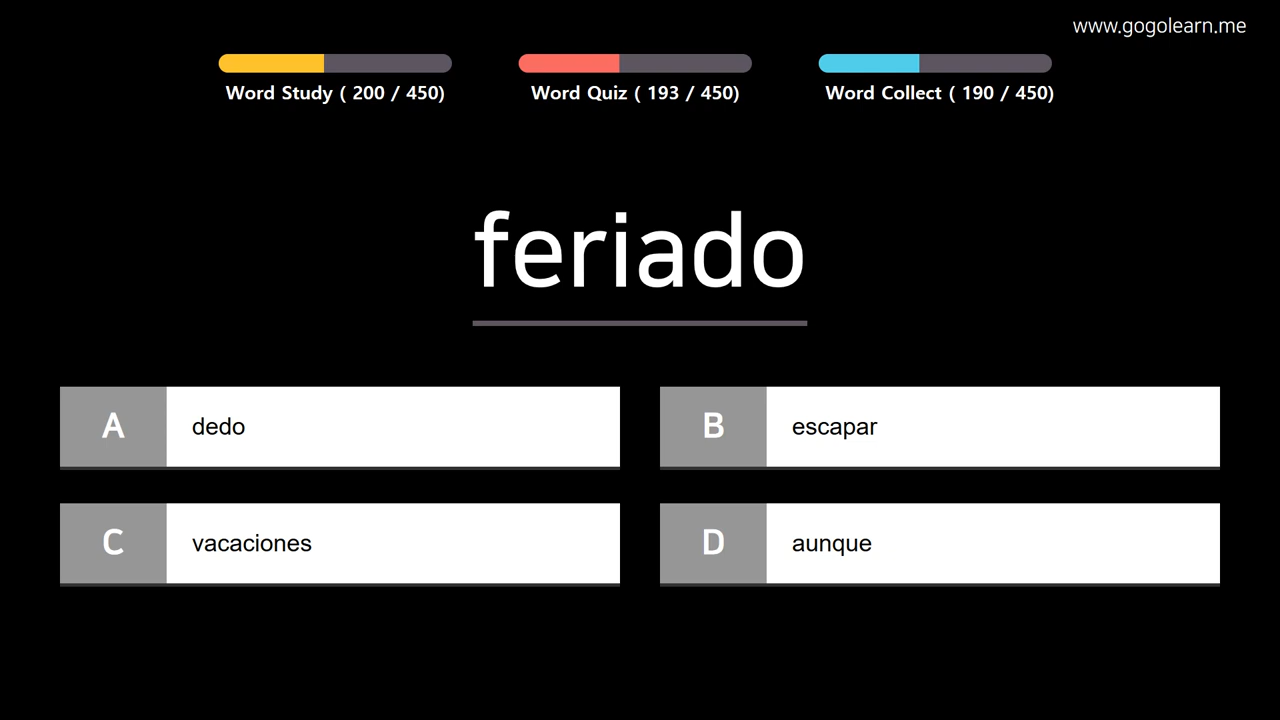 www.gogolearn.me
Word Study ( 200 / 450)
Word Quiz ( 193 / 450)
Word Collect ( 190 / 450)
feriado
A dedo
B escapar
C vacaciones
D aunque